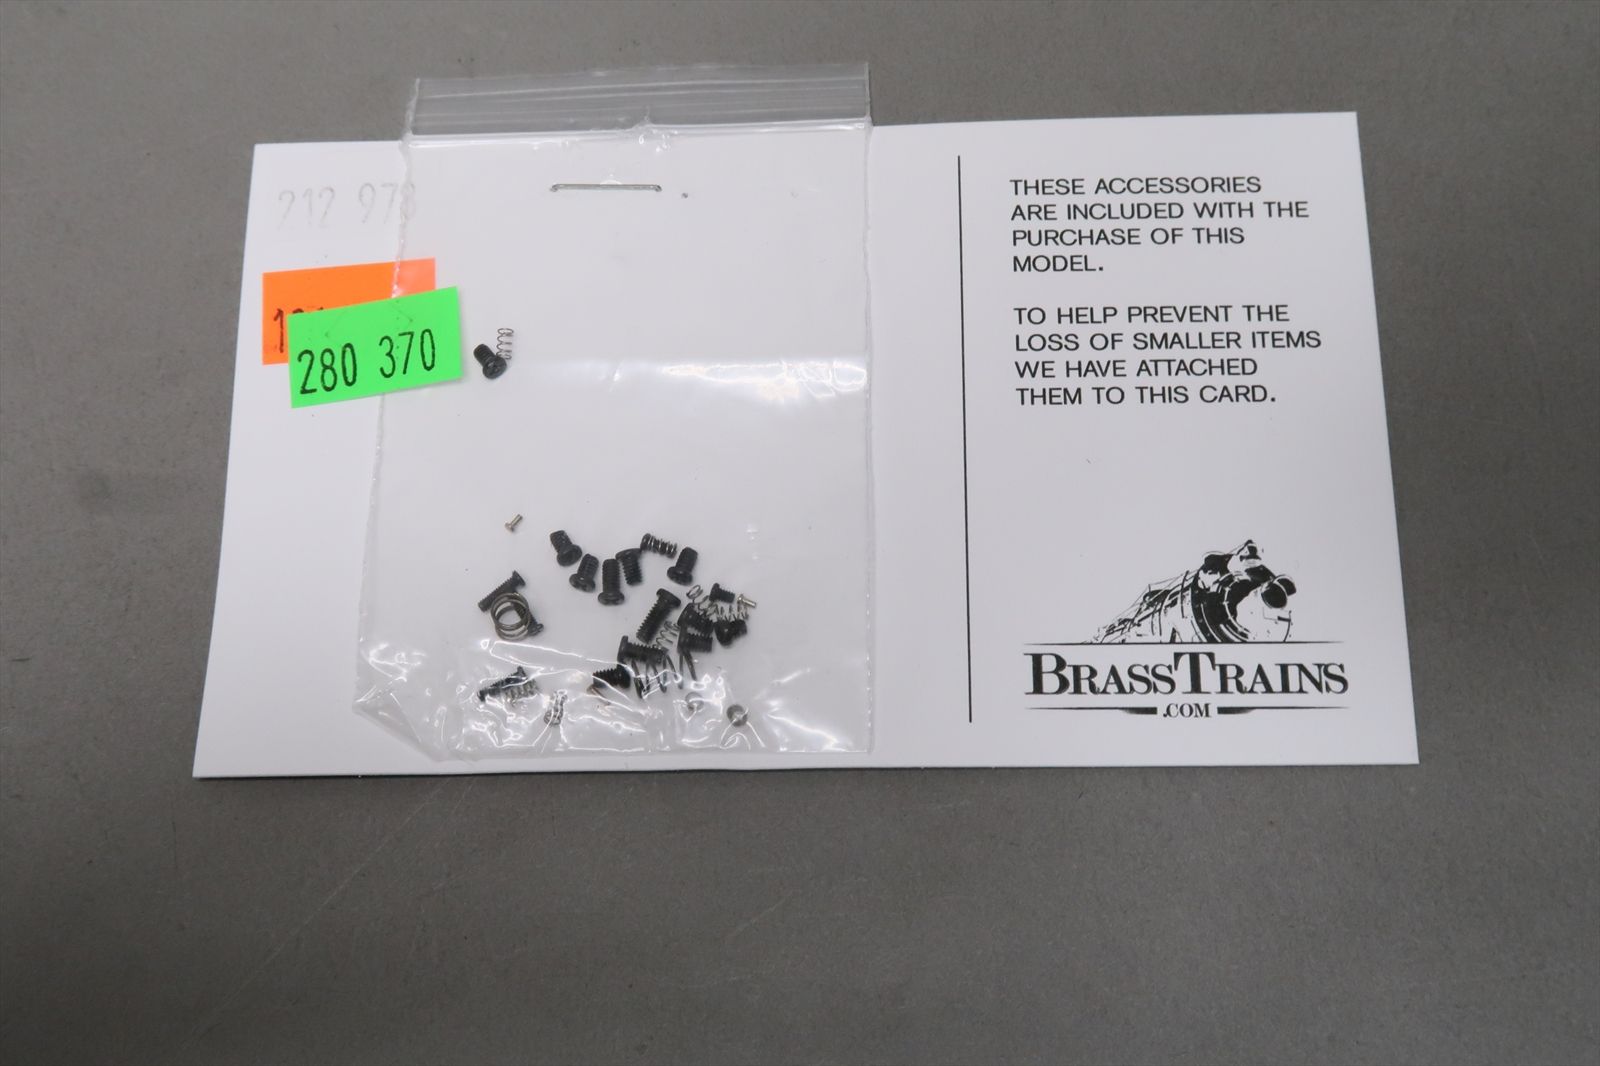 212 978
280 370
THESE ACCESSORIES
ARE INCLUDED WITH THE
PURCHASE OF THIS
MODEL.
TO HELP PREVENT THE
LOSS OF SMALLER ITEMS
WE HAVE ATTACHED
THEM TO THIS CARD.
BRASSTRAINS
.COM